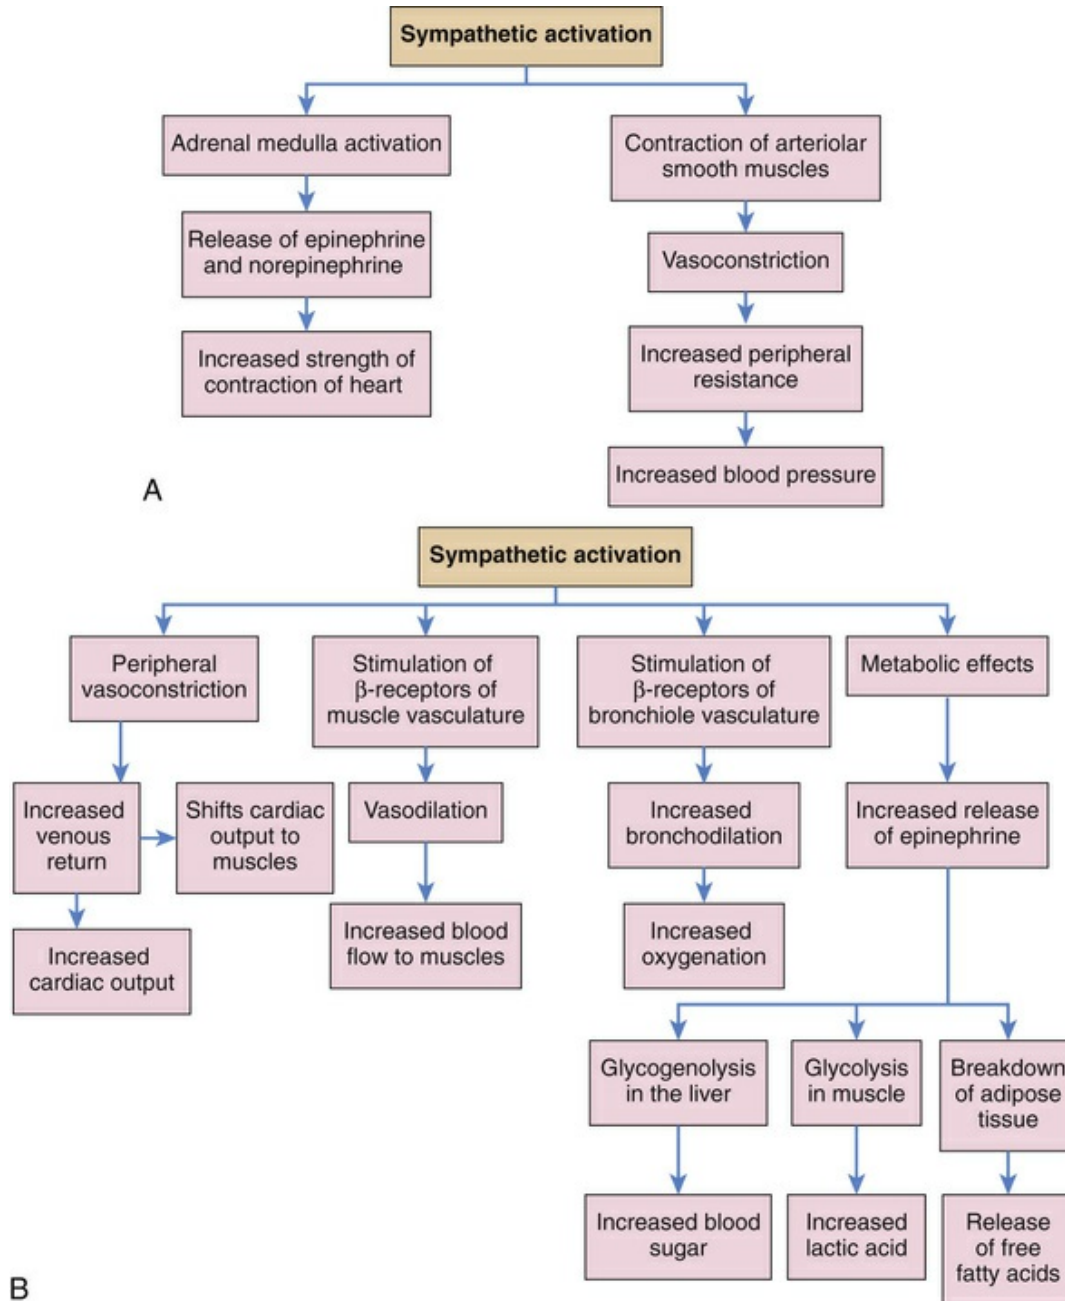 Sympathetic activation
Adrenal medulla activation
Contraction of arteriolar
smooth muscles
Release of epinephrine
and norepinephrine
Vasoconstriction
Increased strength of
contraction of heart
Increased peripheral
resistance
Increased blood pressure
A
Sympathetic activation
Peripheral
vasoconstriction
Stimulation of
β-receptors of
muscle vasculature
Stimulation of
β-receptors of
bronchiole vasculature
Metabolic effects
Increased
venous
return
Shifts cardiac
output to
muscles
Vasodilation
Increased
bronchodilation
Increased release
of epinephrine
Increased
cardiac output
Increased blood
flow to muscles
Increased
oxygenation
Glycogenolysis
in the liver
Glycolysis
in muscle
Breakdown
of adipose
tissue
Increased blood
sugar
Increased
lactic acid
Release
of free
fatty acids
B